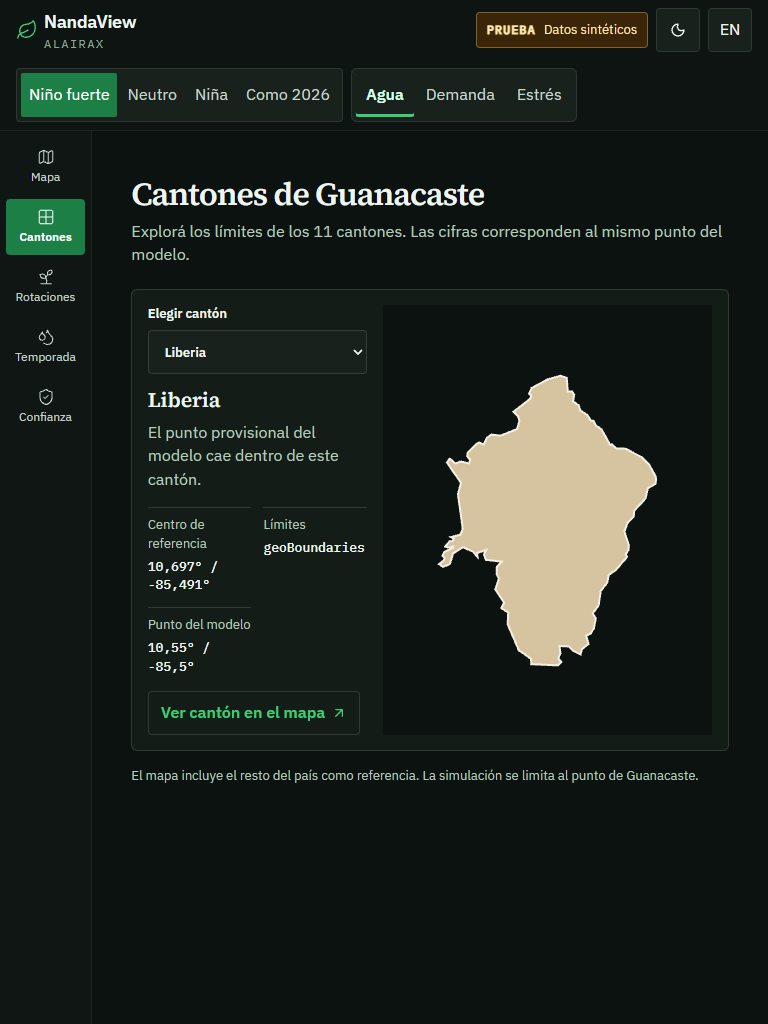 NandaView
ALAIRAX
PRUEBA Datos sintéticos
EN
Niño fuerte
Neutro
Niña
Como 2026
Agua
Demanda
Estrés
Mapa
Cantones
Rotaciones
Temporada
Confianza
Cantones de Guanacaste
Explorá los límites de los 11 cantones. Las cifras corresponden al mismo punto del
modelo.
Elegir cantón
Liberia
Liberia
El punto provisional del
modelo cae dentro de este
cantón.
Centro de
referencia
10,697° /
-85,491°
Límites
geoBoundaries
Punto del modelo
10,55° /
-85,5°
Ver cantón en el mapa
El mapa incluye el resto del país como referencia. La simulación se limita al punto de Guanacaste.